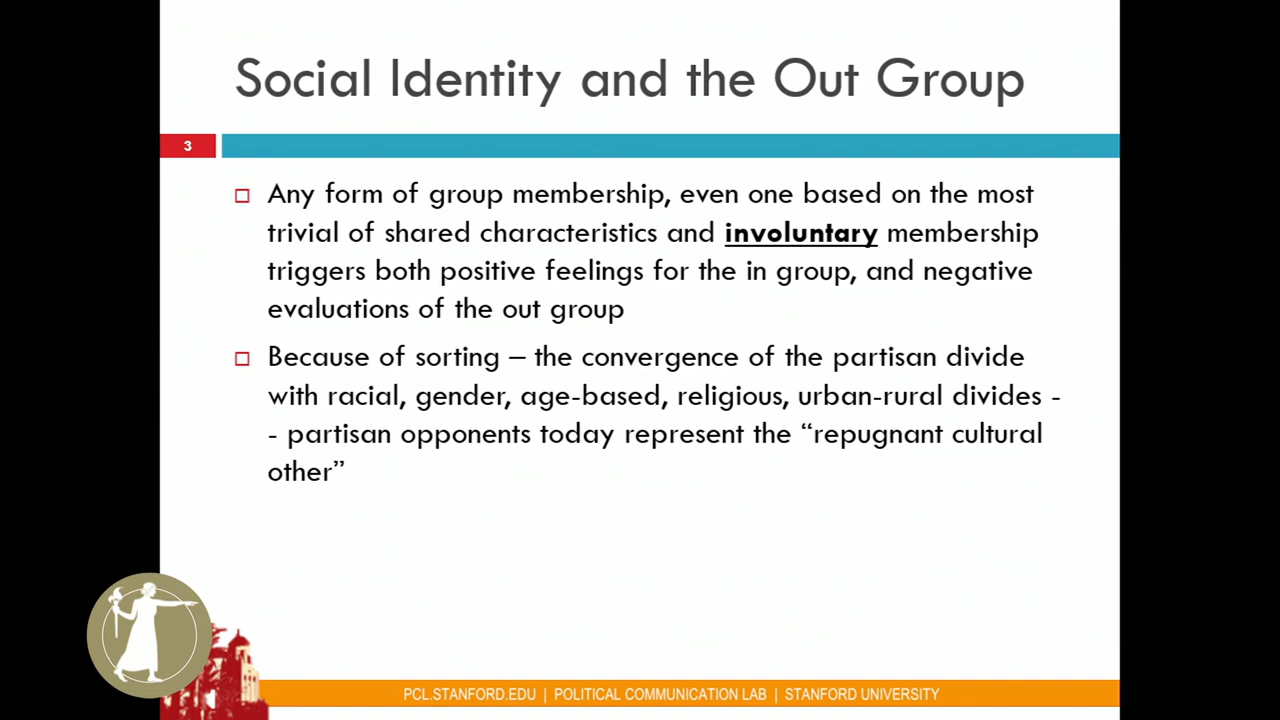 Social Identity and the Out Group
3
□ Any form of group membership, even one based on the most
trivial of shared characteristics and involuntary membership
triggers both positive feelings for the in group, and negative
evaluations of the out group
□ Because of sorting – the convergence of the partisan divide
with racial, gender, age-based, religious, urban-rural divides -
- partisan opponents today represent the “repugnant cultural
other”
PCL.STANFORD.EDU | POLITICAL COMMUNICATION LAB | STANFORD UNIVERSITY